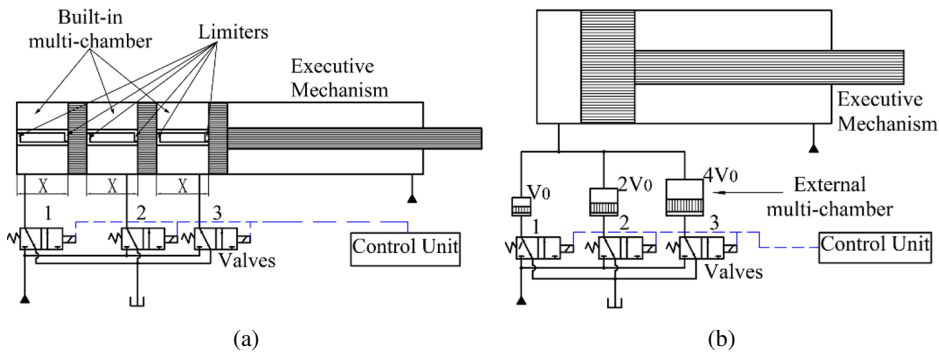 Built-in
multi-chamber
Limiters
Executive
Mechanism
X X X
1 2 3
Valves
Control Unit
(a)
Executive
Mechanism
V0 2V0 4V0
External
multi-chamber
1 2 3
Valves
Control Unit
(b)